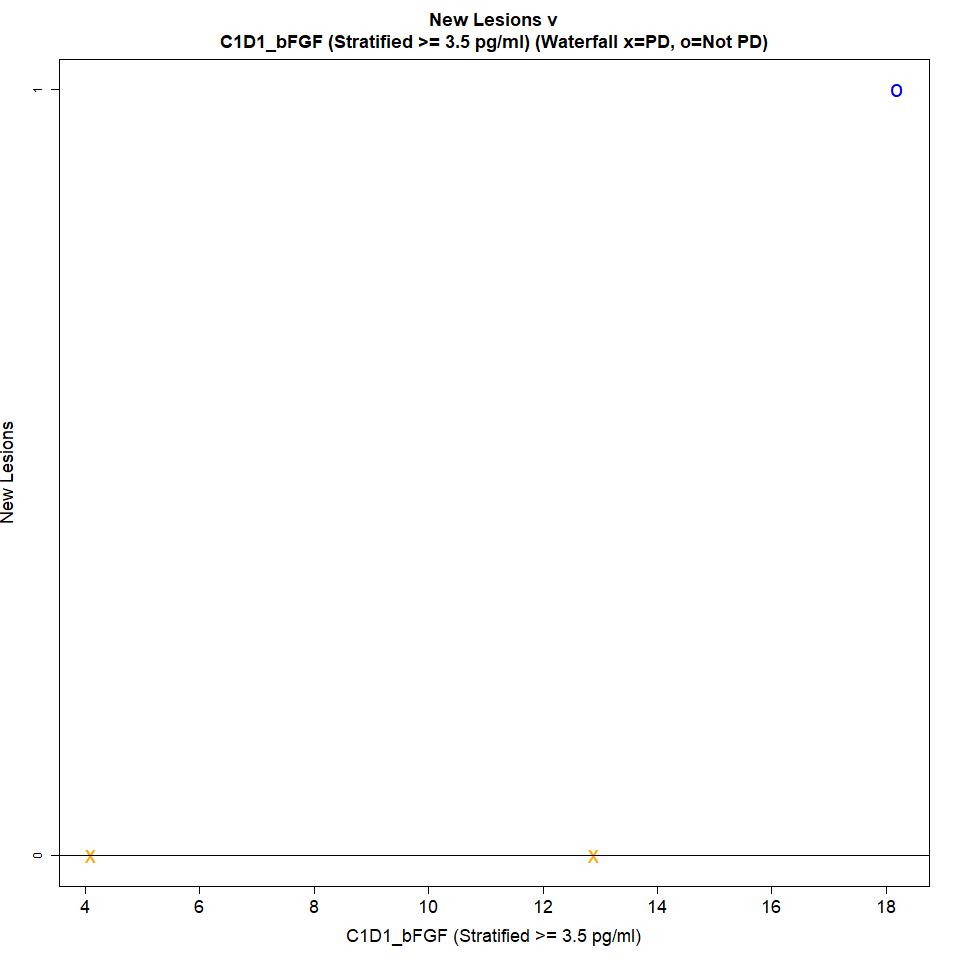 New Lesions v
C1D1_bFGF (Stratified >= 3.5 pg/ml) (Waterfall x=PD, o=Not PD)
1
o
New Lesions
0
x
x
4 6 8 10 12 14 16 18
C1D1_bFGF (Stratified >= 3.5 pg/ml)